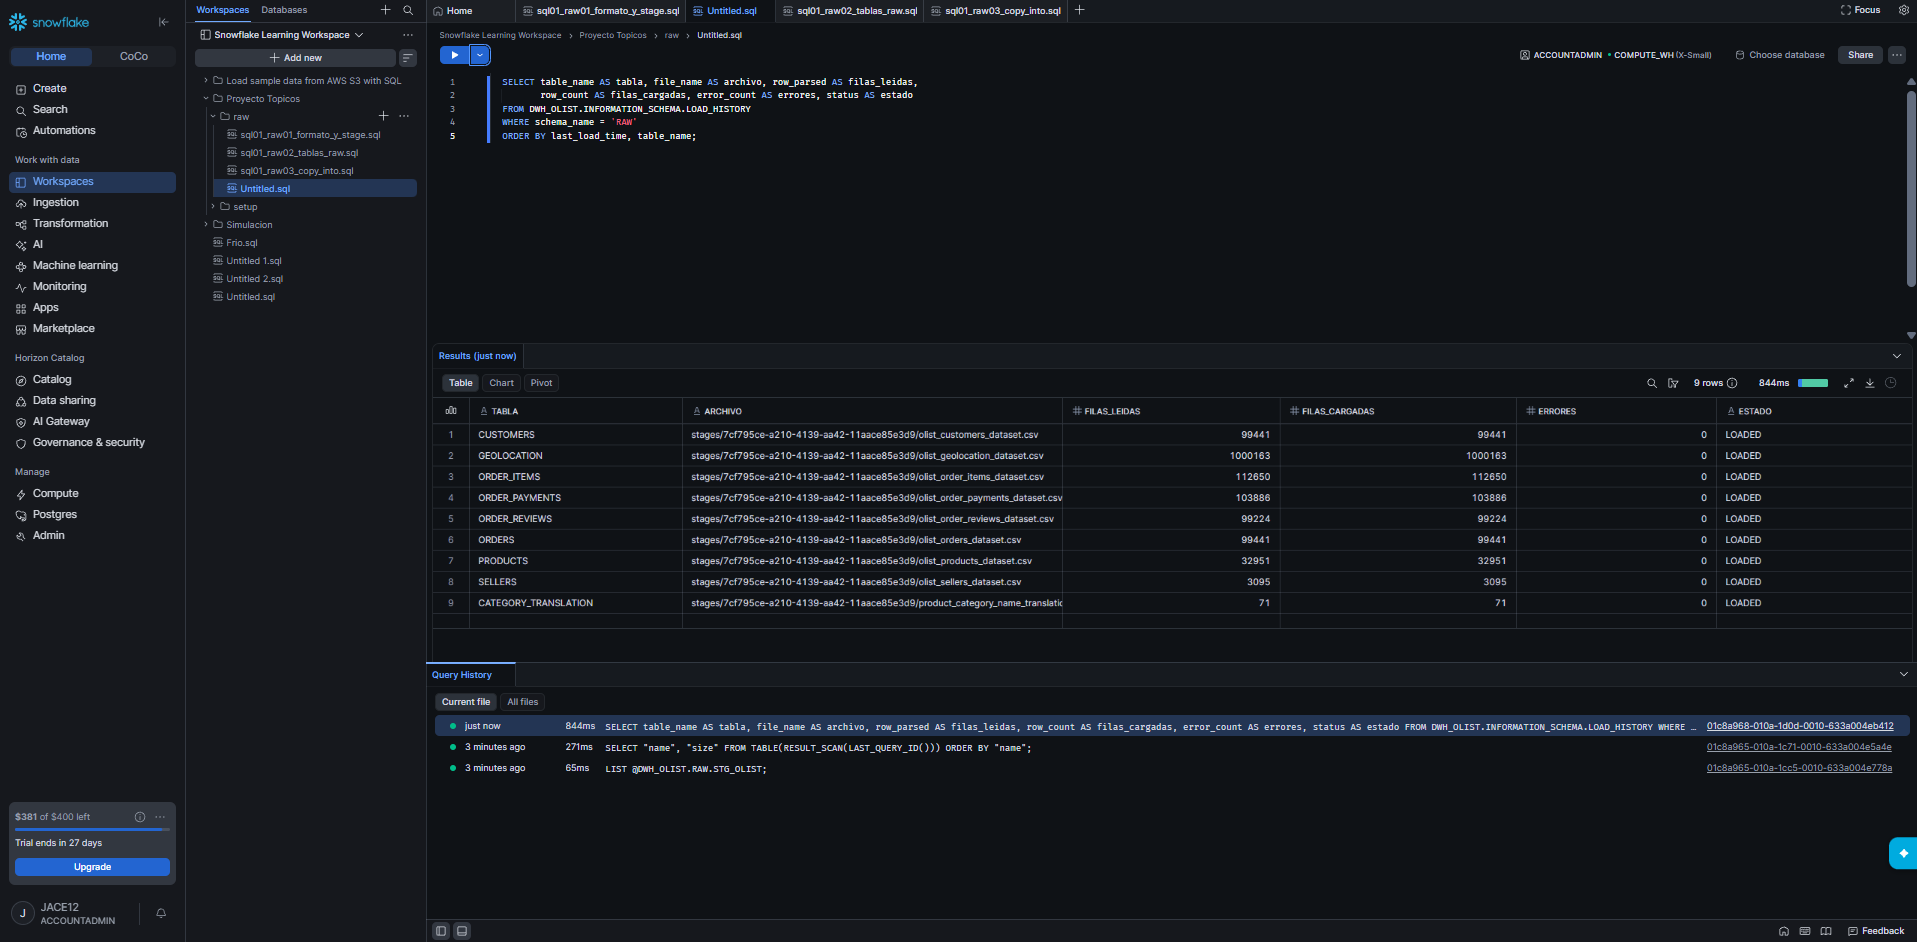 snowflake
Home
CoCo
Create
Search
Automations
Work with data
Workspaces
Ingestion
Transformation
AI
Machine learning
Monitoring
Apps
Marketplace
Horizon Catalog
Catalog
Data sharing
AI Gateway
Governance & security
Manage
Compute
Postgres
Admin
$381 of $400 left
Trial ends in 27 days
Upgrade
J
JACE12
ACCOUNTADMIN
Workspaces
Databases
Snowflake Learning Workspace
Add new
Load sample data from AWS S3 with SQL
Proyecto Topicos
raw
sql01_raw01_formato_y_stage.sql
sql01_raw02_tablas_raw.sql
sql01_raw03_copy_into.sql
Untitled.sql
setup
Simulacion
Frio.sql
Untitled 1.sql
Untitled 2.sql
Untitled.sql
Home
sql01_raw01_formato_y_stage.sql
Untitled.sql
sql01_raw02_tablas_raw.sql
sql01_raw03_copy_into.sql
Focus
Snowflake Learning Workspace > Proyecto Topicos > raw > Untitled.sql
ACCOUNTADMIN • COMPUTE_WH (X-Small)
Choose database
Share
1 SELECT table_name AS tabla, file_name AS archivo, row_parsed AS filas_leidas,
2 row_count AS filas_cargadas, error_count AS errores, status AS estado
3 FROM DWH_OLIST.INFORMATION_SCHEMA.LOAD_HISTORY
4 WHERE schema_name = 'RAW'
5 ORDER BY last_load_time, table_name;
Results (just now)
Table
Chart
Pivot
9 rows
844ms
TABLA ARCHIVO FILAS_LEIDAS FILAS_CARGADAS ERRORES ESTADO
1 CUSTOMERS stages/7cf795ce-a210-4139-aa42-11aace85e3d9/olist_customers_dataset.csv 99441 99441 0 LOADED
2 GEOLOCATION stages/7cf795ce-a210-4139-aa42-11aace85e3d9/olist_geolocation_dataset.csv 1000163 1000163 0 LOADED
3 ORDER_ITEMS stages/7cf795ce-a210-4139-aa42-11aace85e3d9/olist_order_items_dataset.csv 112650 112650 0 LOADED
4 ORDER_PAYMENTS stages/7cf795ce-a210-4139-aa42-11aace85e3d9/olist_order_payments_dataset.csv 103886 103886 0 LOADED
5 ORDER_REVIEWS stages/7cf795ce-a210-4139-aa42-11aace85e3d9/olist_order_reviews_dataset.csv 99224 99224 0 LOADED
6 ORDERS stages/7cf795ce-a210-4139-aa42-11aace85e3d9/olist_orders_dataset.csv 99441 99441 0 LOADED
7 PRODUCTS stages/7cf795ce-a210-4139-aa42-11aace85e3d9/olist_products_dataset.csv 32951 32951 0 LOADED
8 SELLERS stages/7cf795ce-a210-4139-aa42-11aace85e3d9/olist_sellers_dataset.csv 3095 3095 0 LOADED
9 CATEGORY_TRANSLATION stages/7cf795ce-a210-4139-aa42-11aace85e3d9/product_category_name_translatic 71 71 0 LOADED
Query History
Current file
All files
just now 844ms SELECT table_name AS tabla, file_name AS archivo, row_parsed AS filas_leidas, row_count AS filas_cargadas, error_count AS errores, status AS estado FROM DWH_OLIST.INFORMATION_SCHEMA.LOAD_HISTORY WHERE ... 01c8a968-010a-1d0d-0010-633a004eb412
3 minutes ago 271ms SELECT "name", "size" FROM TABLE(RESULT_SCAN(LAST_QUERY_ID())) ORDER BY "name"; 01c8a965-010a-1c71-0010-633a004e5a4e
3 minutes ago 65ms LIST @DWH_OLIST.RAW.STG_OLIST; 01c8a965-010a-1cc5-0010-633a004e778a
Feedback